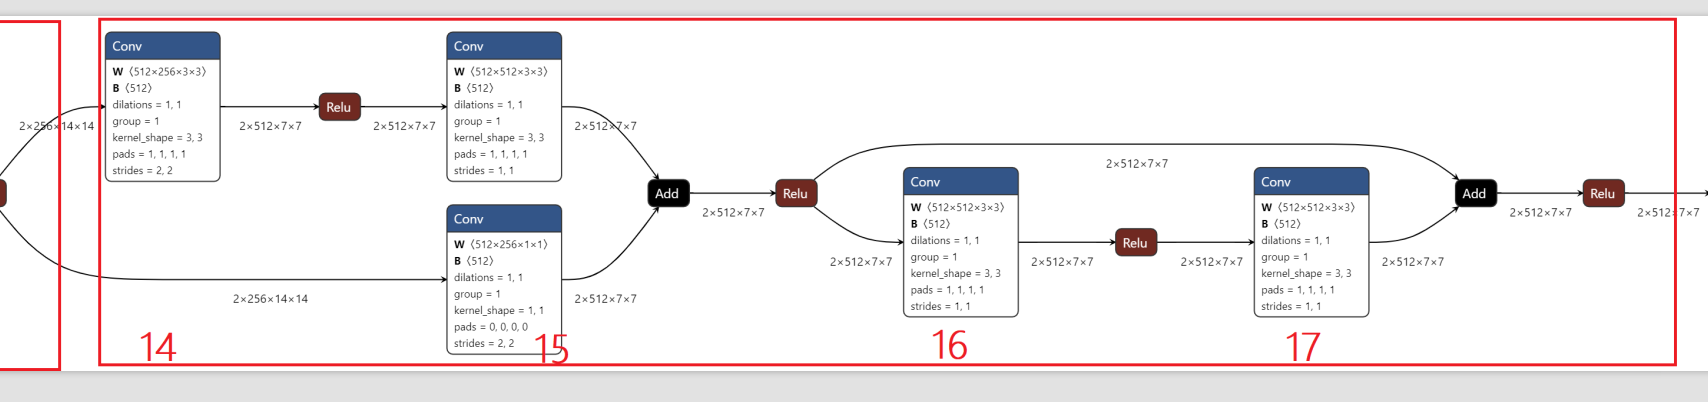 2×256×14×14
Conv
W ⟨512×256×3×3⟩
B ⟨512⟩
dilations = 1, 1
group = 1
kernel_shape = 3, 3
pads = 1, 1, 1, 1
strides = 2, 2
2×512×7×7
Relu
2×512×7×7
Conv
W ⟨512×512×3×3⟩
B ⟨512⟩
dilations = 1, 1
group = 1
kernel_shape = 3, 3
pads = 1, 1, 1, 1
strides = 1, 1
2×512×7×7
2×256×14×14
Conv
W ⟨512×256×1×1⟩
B ⟨512⟩
dilations = 1, 1
group = 1
kernel_shape = 1, 1
pads = 0, 0, 0, 0
strides = 2, 2
2×512×7×7
Add
2×512×7×7
Relu
2×512×7×7
2×512×7×7
Conv
W ⟨512×512×3×3⟩
B ⟨512⟩
dilations = 1, 1
group = 1
kernel_shape = 3, 3
pads = 1, 1, 1, 1
strides = 1, 1
2×512×7×7
Relu
2×512×7×7
Conv
W ⟨512×512×3×3⟩
B ⟨512⟩
dilations = 1, 1
group = 1
kernel_shape = 3, 3
pads = 1, 1, 1, 1
strides = 1, 1
2×512×7×7
Add
2×512×7×7
Relu
2×512×7×7
14
15
16
17